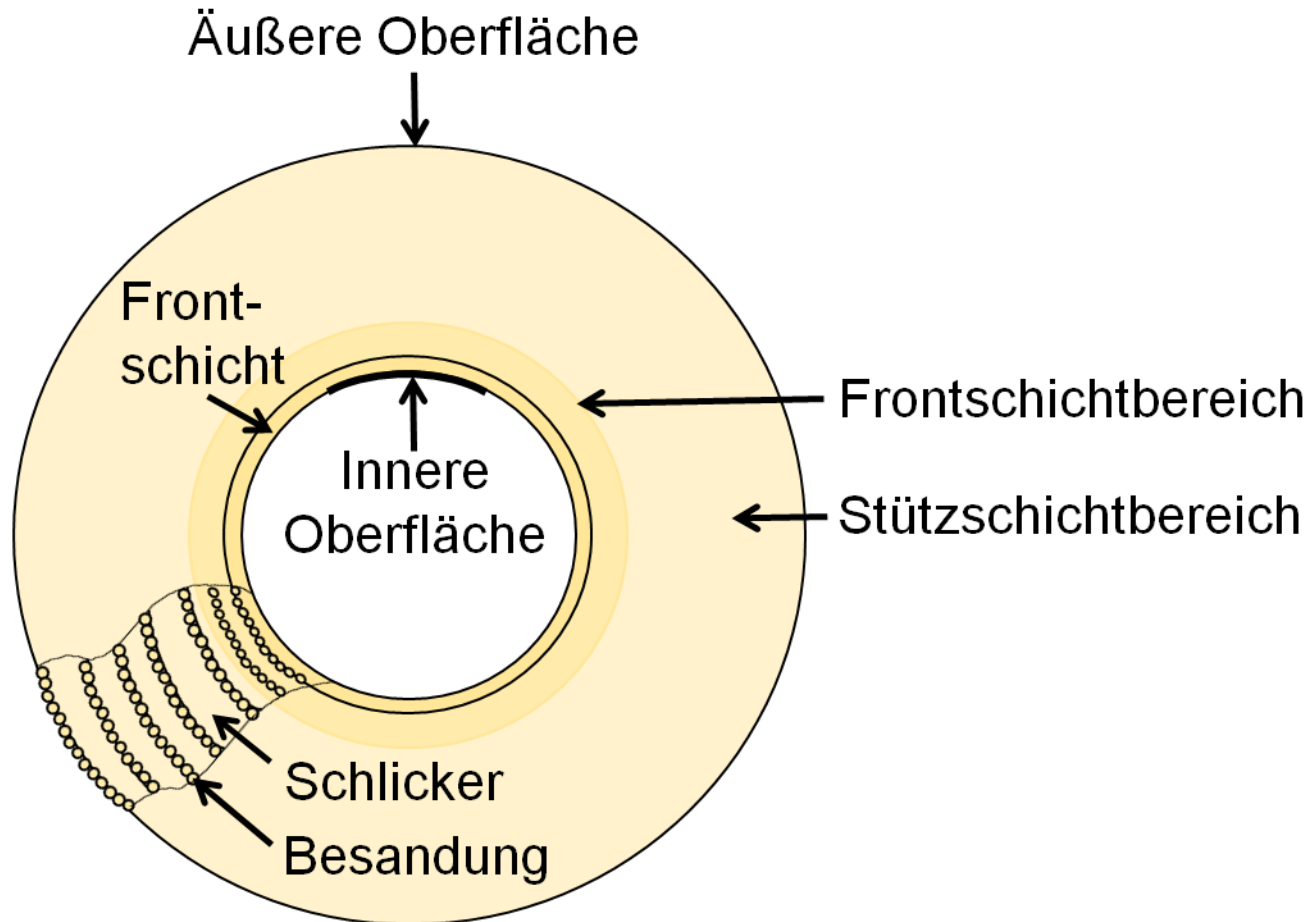 Äußere Oberfläche
Front-
schicht
Frontschichtbereich
Innere
Oberfläche
Stützschichtbereich
Schlicker
Besandung